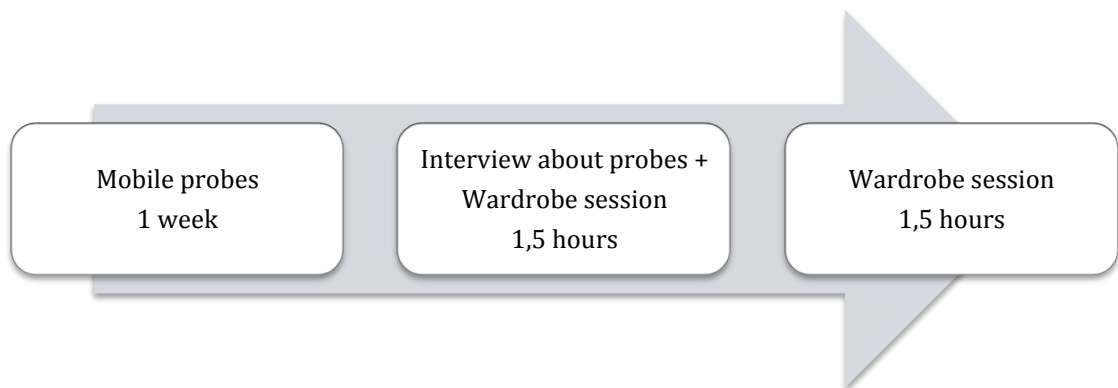 Mobile probes
1 week
Interview about probes +
Wardrobe session
1,5 hours
Wardrobe session
1,5 hours